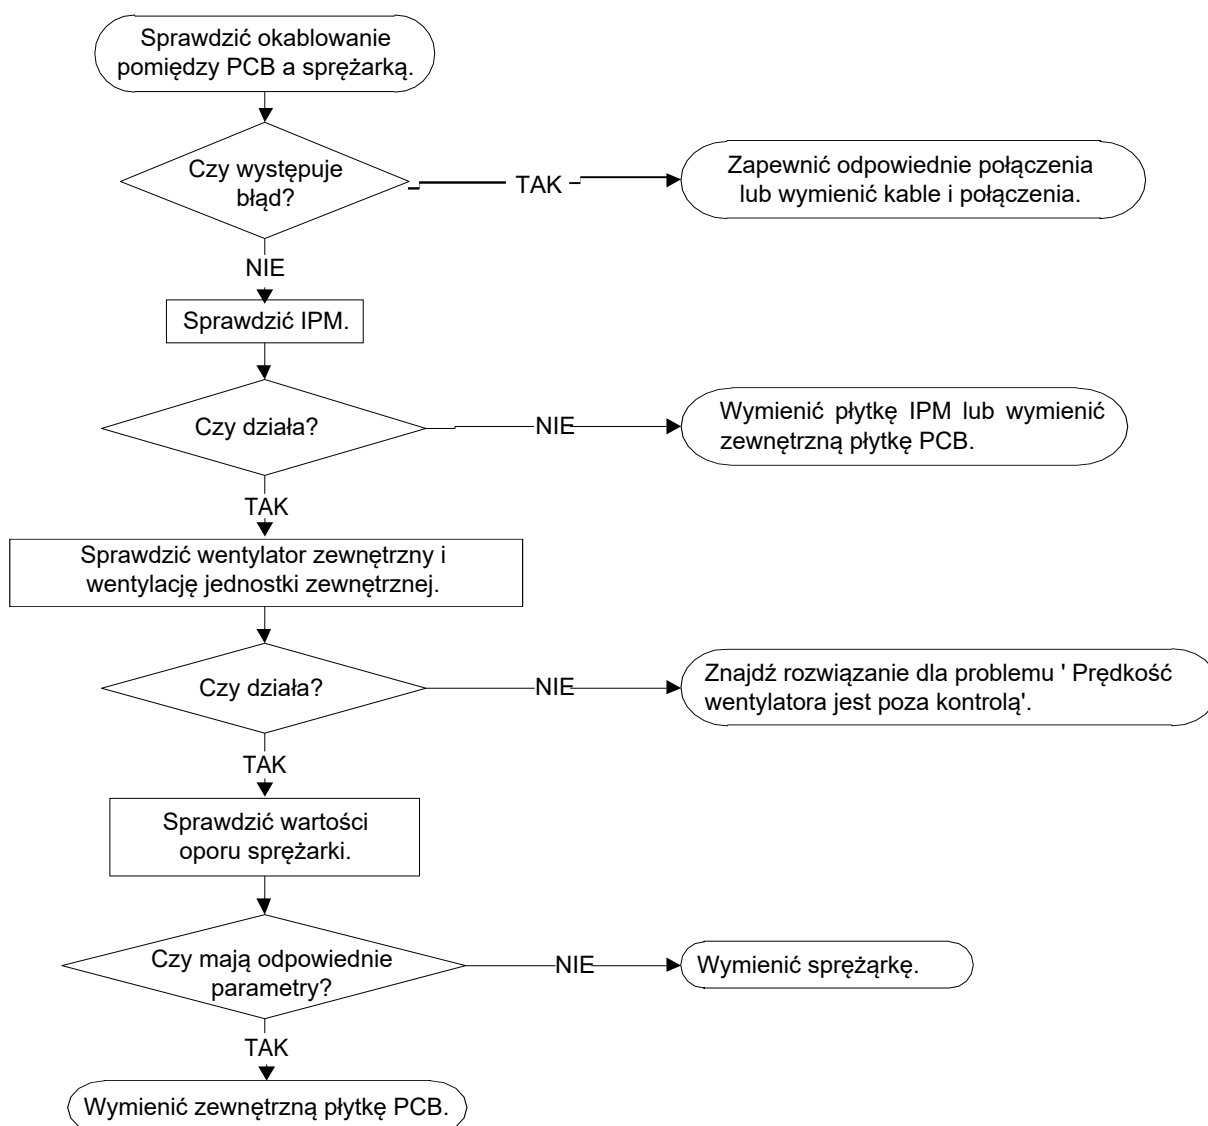 Sprawdzić okablowanie
pomiędzy PCB a sprężarką.
Czy występuje
błąd?
TAK
Zapewnić odpowiednie połączenia
lub wymienić kable i połączenia.
NIE
Sprawdzić IPM.
Czy działa?
NIE
Wymienić płytkę IPM lub wymienić
zewnętrzną płytkę PCB.
TAK
Sprawdzić wentylator zewnętrzny i
wentylację jednostki zewnętrznej.
Czy działa?
NIE
Znajdź rozwiązanie dla problemu ' Prędkość
wentylatora jest poza kontrolą'.
TAK
Sprawdzić wartości
oporu sprężarki.
Czy mają odpowiednie
parametry?
NIE
Wymienić sprężąrkę.
TAK
Wymienić zewnętrzną płytkę PCB.